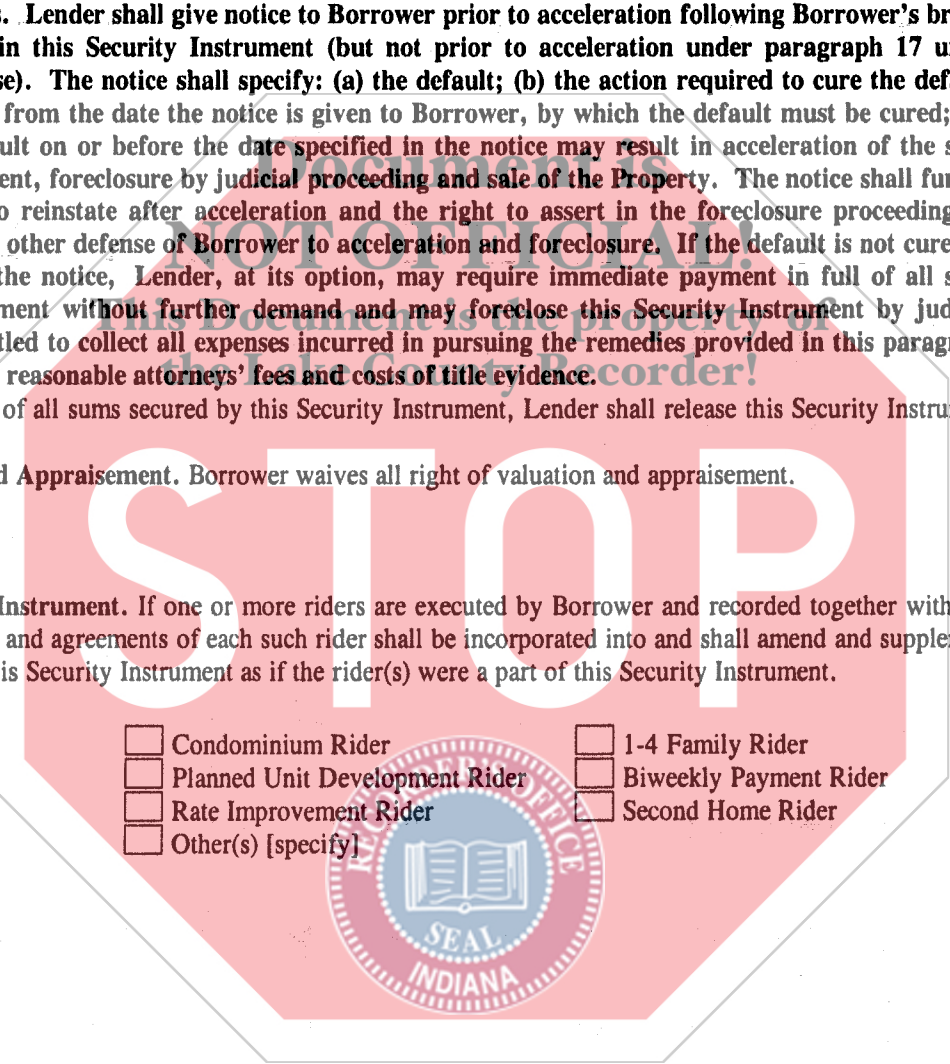 . Lender shall give notice to Borrower prior to acceleration following Borrower's br
in this Security Instrument (but not prior to acceleration under paragraph 17 u
se). The notice shall specify: (a) the default; (b) the action required to cure the def
from the date the notice is given to Borrower, by which the default must be cured;
ult on or before the date specified in the notice may result in acceleration of the s
ent, foreclosure by judicial proceeding and sale of the Property. The notice shall fur
o reinstate after acceleration and the right to assert in the foreclosure proceeding
other defense of Borrower to acceleration and foreclosure. If the default is not cure
the notice, Lender, at its option, may require immediate payment in full of all s
ment without further demand and may foreclose this Security Instrument by jud
tled to collect all expenses incurred in pursuing the remedies provided in this paragr
reasonable attorneys' fees and costs of title evidence.
of all sums secured by this Security Instrument, Lender shall release this Security Instru
d Appraisement. Borrower waives all right of valuation and appraisement.
Instrument. If one or more riders are executed by Borrower and recorded together with
and agreements of each such rider shall be incorporated into and shall amend and supple
is Security Instrument as if the rider(s) were a part of this Security Instrument.
Condominium Rider
1-4 Family Rider
Planned Unit Development Rider
Biweekly Payment Rider
Rate Improvement Rider
Second Home Rider
Other(s) [specify]
Document is
NOT OFFICIAL!
This Document is the property of
the Lake County Recorder!
STOP
RECORDER'S OFFICE
SEAL
INDIANA